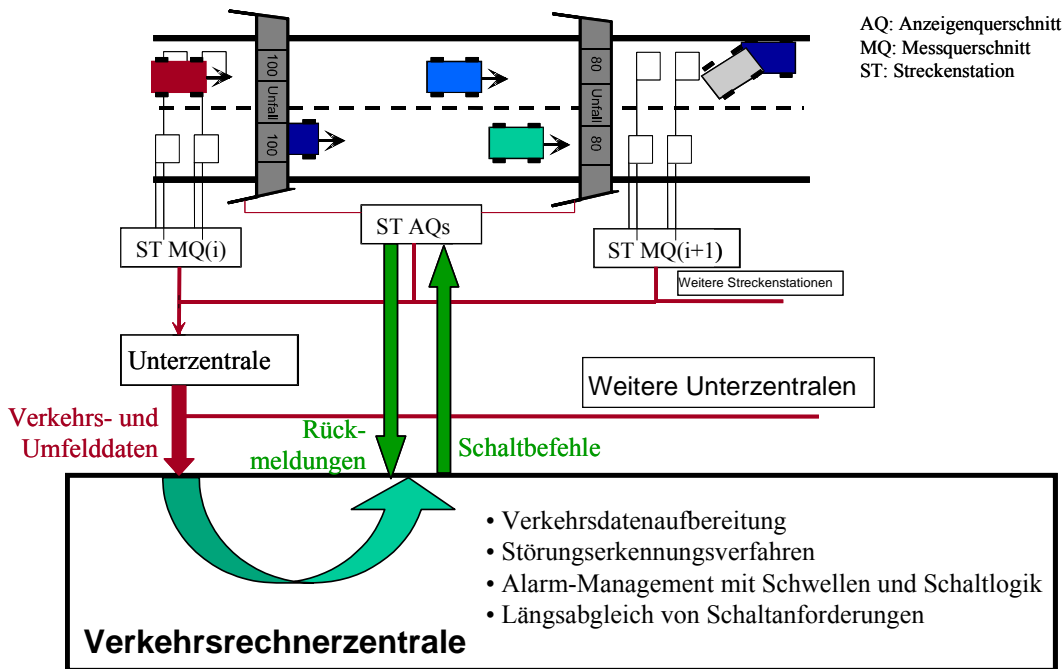 AQ: Anzeigenquerschnitt
MQ: Messquerschnitt
ST: Streckenstation
100
Unfall
100
80
Unfall
80
ST MQ(i)
ST AQs
ST MQ(i+1)
Weitere Streckenstationen
Unterzentrale
Weitere Unterzentralen
Verkehrs- und
Umfelddaten
Rück-
meldungen
Schaltbefehle
• Verkehrsdatenaufbereitung
• Störungserkennungsverfahren
• Alarm-Management mit Schwellen und Schaltlogik
• Längsabgleich von Schaltanforderungen
Verkehrsrechnerzentrale